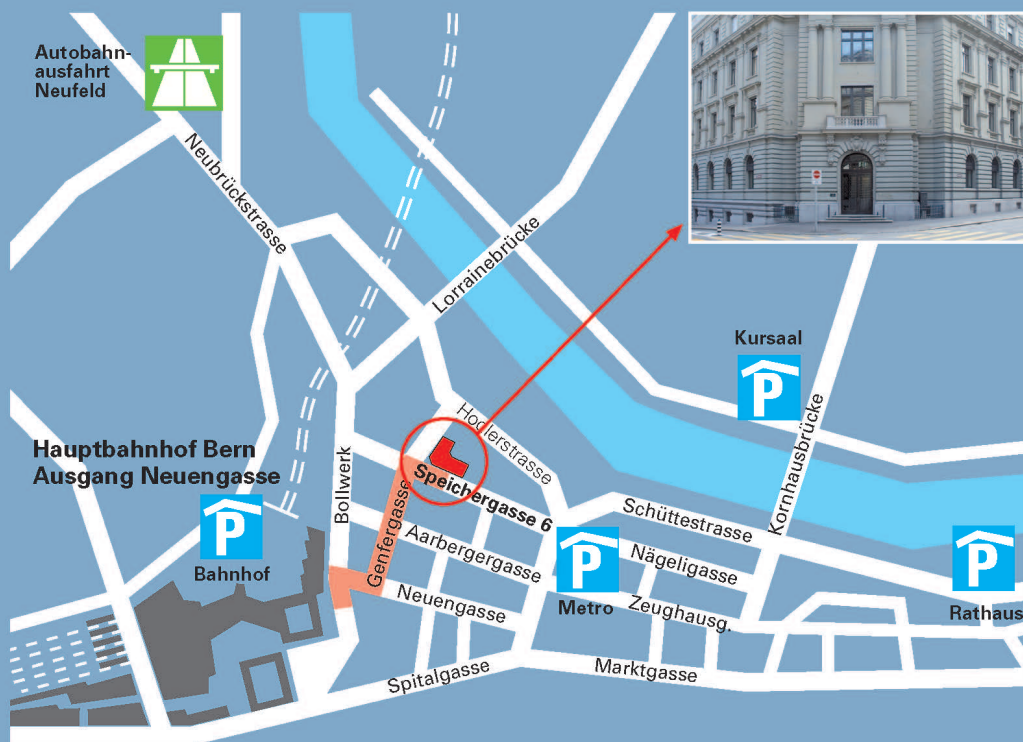 Autobahn-
ausfahrt
Neufeld
Neubrückstrasse
Lorrainebrücke
Kursaal
P
Kornhausbrücke
Hodlerstrasse
Hauptbahnhof Bern
Ausgang Neuengasse
P
Bahnhof
Bollwerk
Genfergasse
Speichergasse 6
Schüttestrasse
Aarbergergasse
Nägeligasse
P
Metro
P
Rathaus
Neuengasse
Zeughausg.
Spitalgasse
Marktgasse